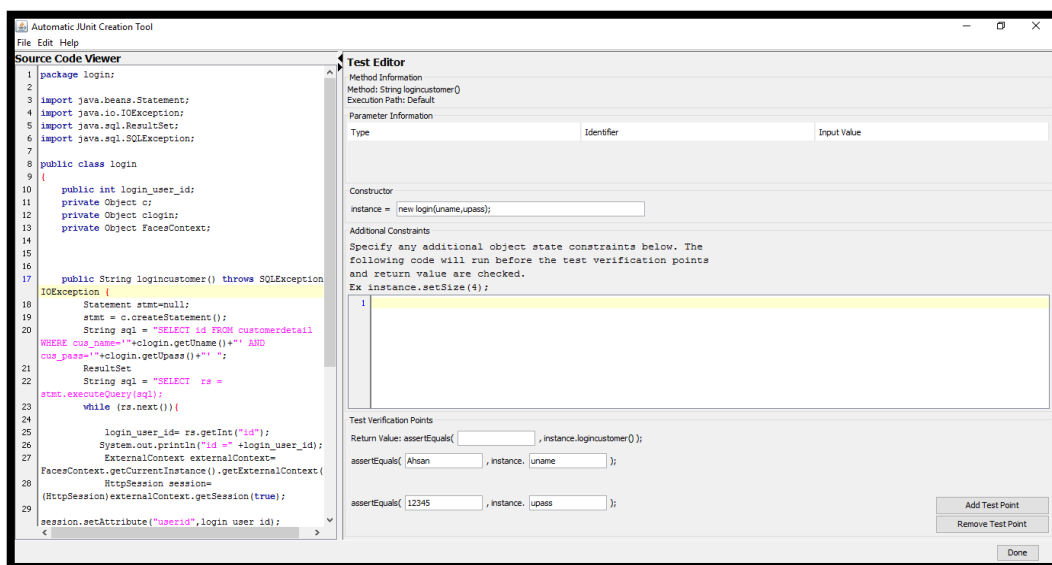 Automatic JUnit Creation Tool
File Edit Help
Source Code Viewer
1 package login;
2
3 import java.beans.Statement;
4 import java.io.IOException;
5 import java.sql.ResultSet;
6 import java.sql.SQLException;
7
8 public class login
9 {
10 public int login_user_id;
11 private Object c;
12 private Object clogin;
13 private Object FacesContext;
14
15
16
17 public String logincustomer() throws SQLException
IOException {
18 Statement stmt=null;
19 stmt = c.createStatement();
20 String sql = "SELECT id FROM customerdetail
WHERE cus_name='"+clogin.getUname()+"' AND
cus_pass='"+clogin.getUpass()+"' ";
21 ResultSet
22 String sql = "SELECT rs =
stmt.executeQuery(sql);
23 while (rs.next()){
24
25 login_user_id= rs.getInt("id");
26 System.out.println("id =" +login_user_id);
27 ExternalContext externalContext=
FacesContext.getCurrentInstance().getExternalContext(
28 HttpSession session=
(HttpSession)externalContext.getSession(true);
29
session.setAttribute("userid",login_user_id);
Test Editor
Method Information
Method: String logincustomer()
Execution Path: Default
Parameter Information
Type Identifier Input Value
Constructor
instance = new login(uname,upass);
Additional Constraints
Specify any additional object state constraints below. The
following code will run before the test verification points
and return value are checked.
Ex instance.setSize(4);
1
Test Verification Points
Return Value: assertEquals( , instance.logincustomer() );
assertEquals( Ahsan , instance. uname );
assertEquals( 12345 , instance. upass );
Add Test Point
Remove Test Point
Done